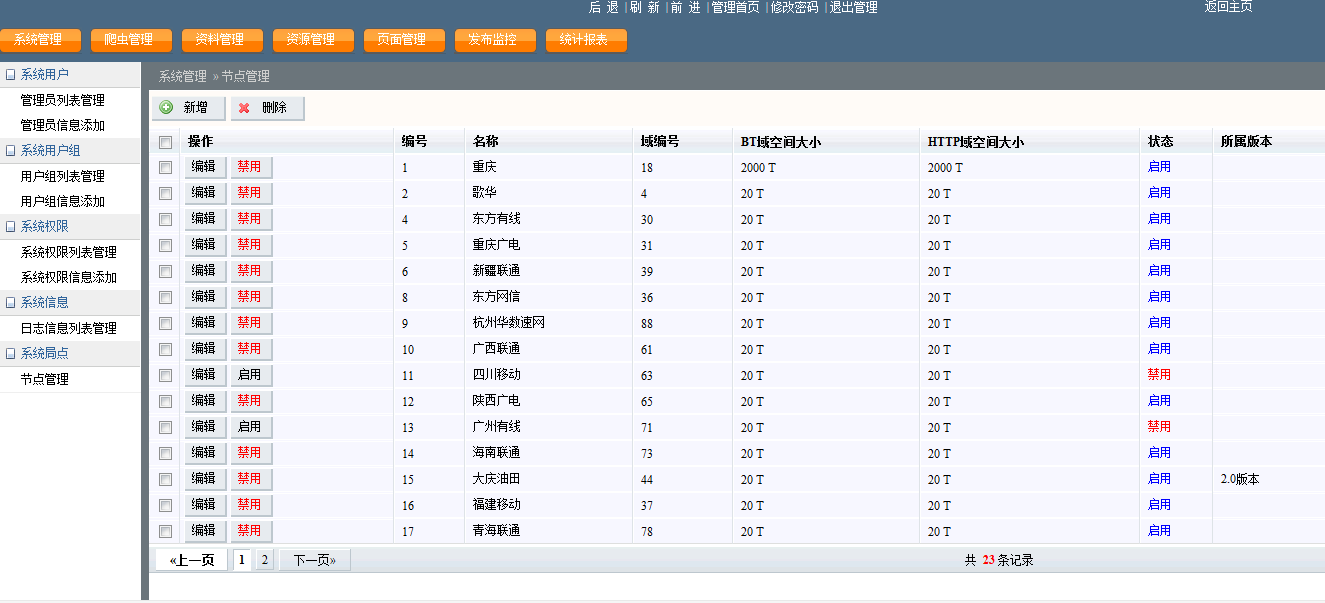 后 退 |刷 新 |前 进 |管理首页 |修改密码 |退出管理 返回主页
系统管理 爬虫管理 资料管理 资源管理 页面管理 发布监控 统计报表
系统用户
管理员列表管理
管理员信息添加
系统用户组
用户组列表管理
用户组信息添加
系统权限
系统权限列表管理
系统权限信息添加
系统信息
日志信息列表管理
系统局点
节点管理
系统管理 » 节点管理
新增 删除
操作 编号 名称 域编号 BT域空间大小 HTTP域空间大小 状态 所属版本
编辑 禁用 1 重庆 18 2000 T 2000 T 启用
编辑 禁用 2 歌华 4 20 T 20 T 启用
编辑 禁用 4 东方有线 30 20 T 20 T 启用
编辑 禁用 5 重庆广电 31 20 T 20 T 启用
编辑 禁用 6 新疆联通 39 20 T 20 T 启用
编辑 禁用 8 东方网信 36 20 T 20 T 启用
编辑 禁用 9 杭州华数速网 88 20 T 20 T 启用
编辑 禁用 10 广西联通 61 20 T 20 T 启用
编辑 启用 11 四川移动 63 20 T 20 T 禁用
编辑 禁用 12 陕西广电 65 20 T 20 T 启用
编辑 启用 13 广州有线 71 20 T 20 T 禁用
编辑 禁用 14 海南联通 73 20 T 20 T 启用
编辑 禁用 15 大庆油田 44 20 T 20 T 启用 2.0版本
编辑 禁用 16 福建移动 37 20 T 20 T 启用
编辑 禁用 17 青海联通 78 20 T 20 T 启用
«上一页 1 2 下一页» 共 23 条记录